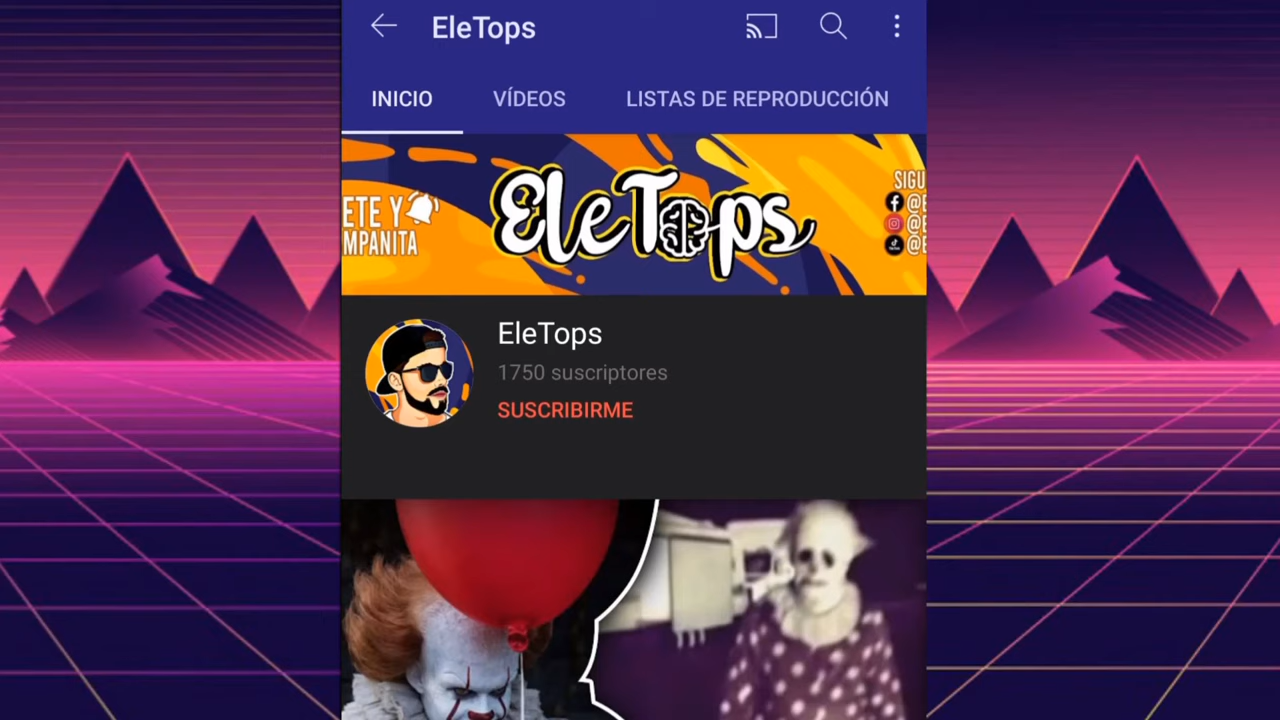 EleTops
INICIO VÍDEOS LISTAS DE REPRODUCCIÓN
ETE Y
MPANITA
EleTops
SIGU
@
@
@
EleTops
1750 suscriptores
SUSCRIBIRME